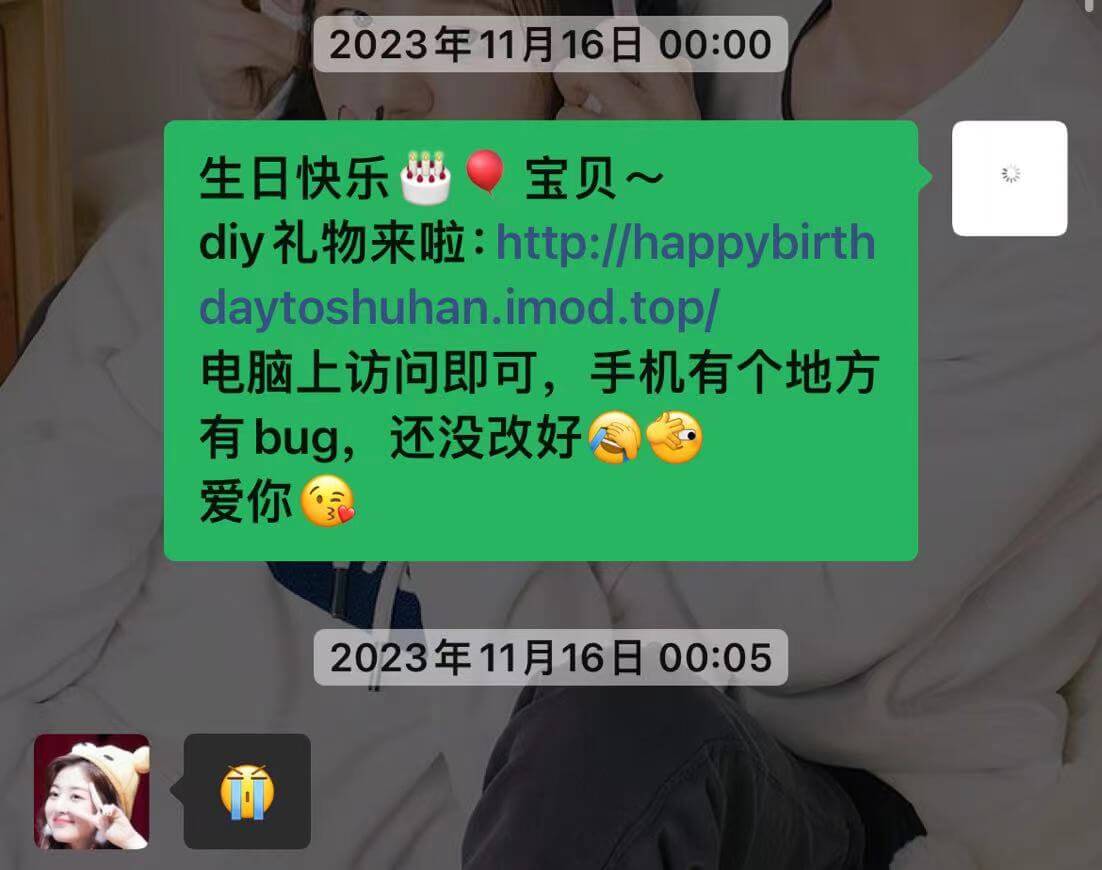 2023年11月16日 00:00
生日快乐🎂🎈 宝贝～
diy礼物来啦：http://happybirth
daytoshuhan.imod.top/
电脑上访问即可，手机有个地方
有bug，还没改好🤦🫣
爱你😘
2023年11月16日 00:05
😭